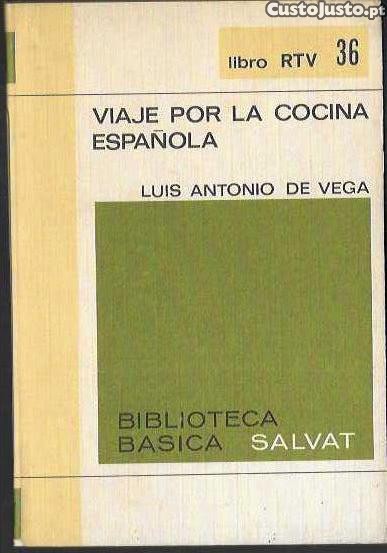 CustoJusto.pt
libro RTV 36
VIAJE POR LA COCINA
ESPAÑOLA
LUIS ANTONIO DE VEGA
BIBLIOTECA
BASICA SALVAT